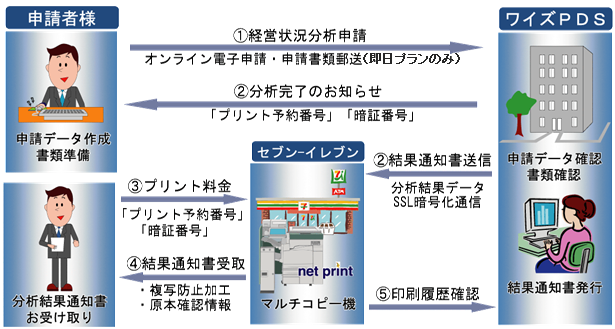 申請者様
ワイズPDS
①経営状況分析申請
オンライン電子申請・申請書類郵送(即日プランのみ)
②分析完了のお知らせ
「プリント予約番号」「暗証番号」
申請データ作成
書類準備
申請データ確認
書類確認
セブン-イレブン
②結果通知書送信
分析結果データ
SSL暗号化通信
③プリント料金
「プリント予約番号」
「暗証番号」
7
ATM
7
④結果通知書受取
・複写防止加工
・原本確認情報
net print
マルチコピー機
⑤印刷履歴確認
分析結果通知書
お受け取り
結果通知書発行